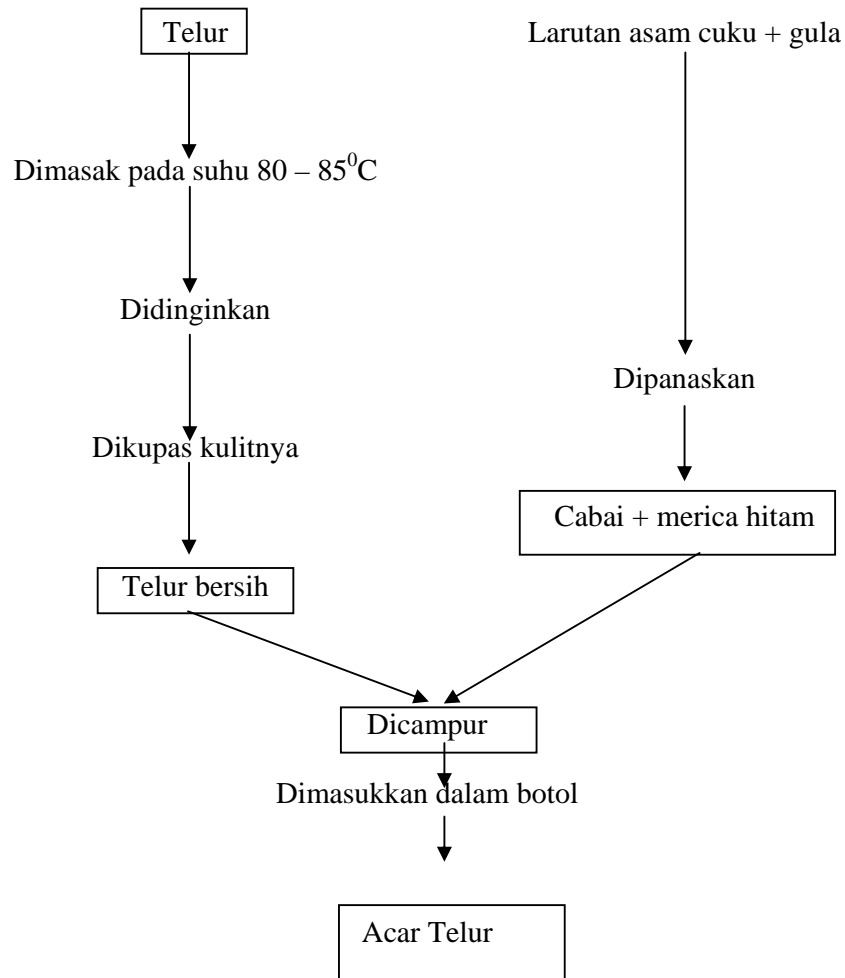 Telur
Larutan asam cuku + gula
Dimasak pada suhu 80 – 85⁰C
Didinginkan
Dipanaskan
Dikupas kulitnya
Cabai + merica hitam
Telur bersih
Dicampur
Dimasukkan dalam botol
Acar Telur